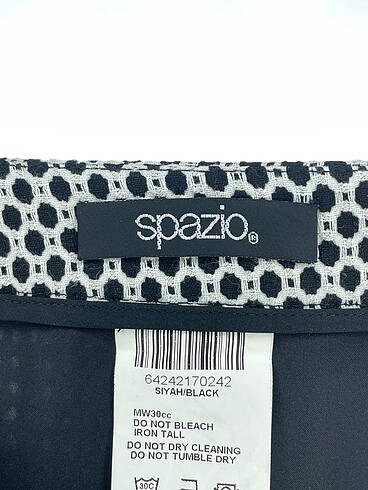 spazio®
64242170242
SIYAH/BLACK
MW30cc
DO NOT BLEACH
IRON TALL
DO NOT DRY CLEANING
DO NOT TUMBLE DRY
30C